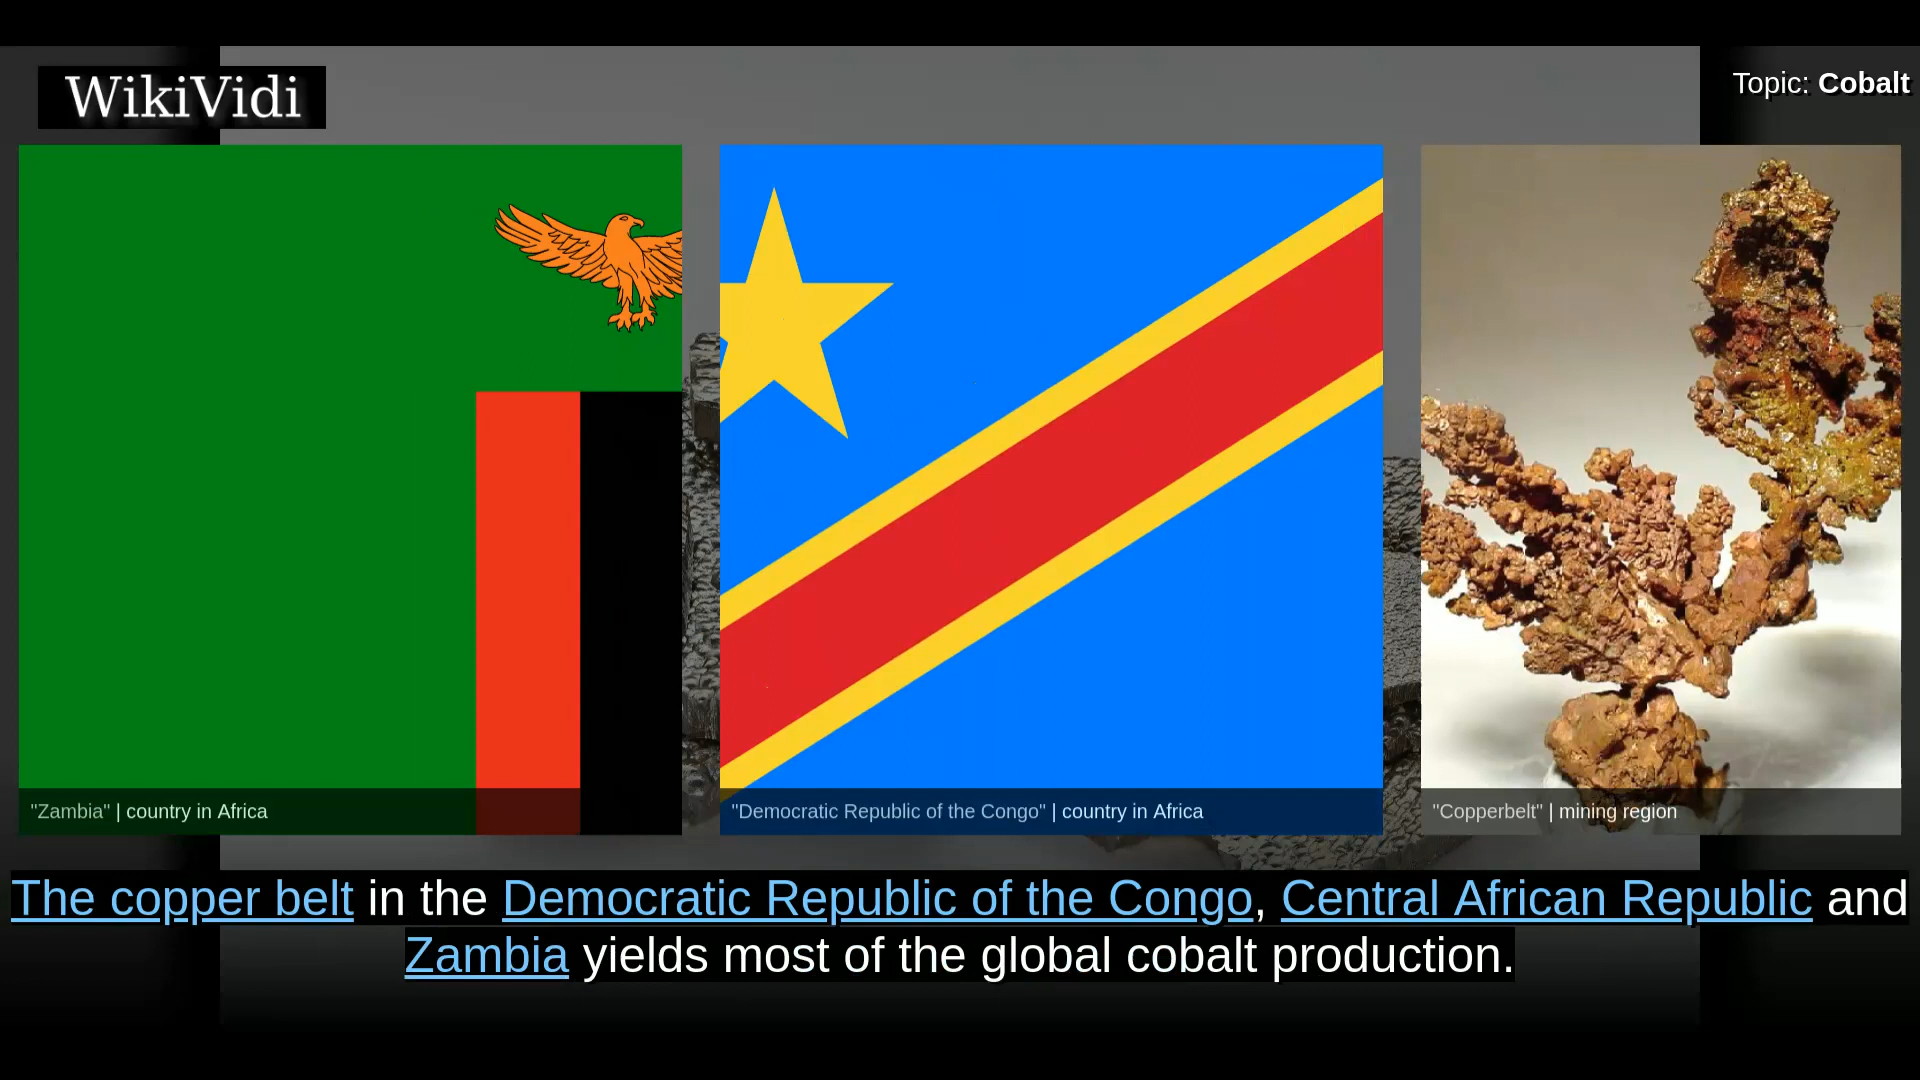 WikiVidi
Topic: Cobalt
"Zambia" | country in Africa
"Democratic Republic of the Congo" | country in Africa
"Copperbelt" | mining region
The copper belt in the Democratic Republic of the Congo, Central African Republic and
Zambia yields most of the global cobalt production.